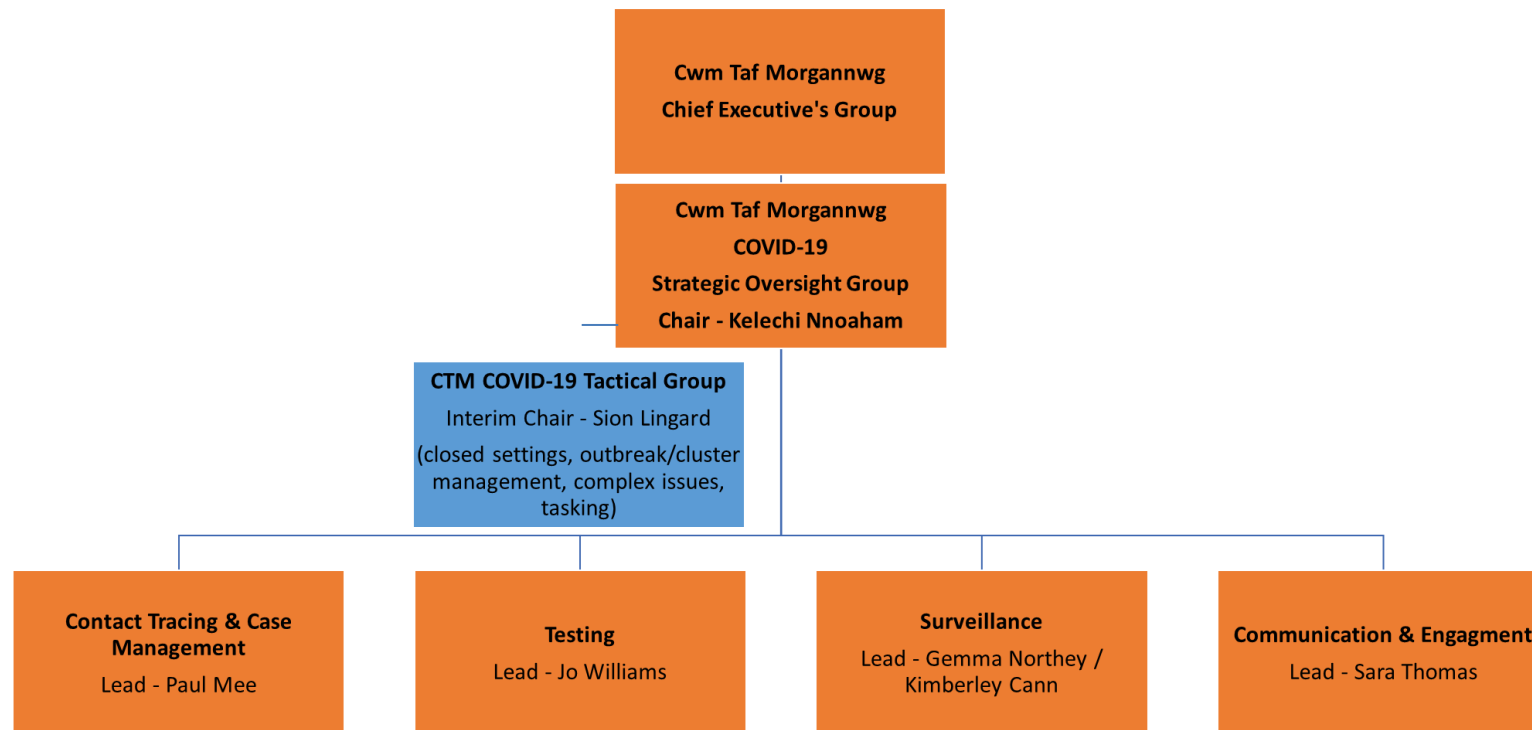 Cwm Taf Morgannwg
Chief Executive's Group
Cwm Taf Morgannwg
COVID-19
Strategic Oversight Group
Chair - Kelechi Nnoaham
CTM COVID-19 Tactical Group
Interim Chair - Sion Lingard
(closed settings, outbreak/cluster
management, complex issues,
tasking)
Contact Tracing & Case
Management
Lead - Paul Mee
Testing
Lead - Jo Williams
Surveillance
Lead - Gemma Northey /
Kimberley Cann
Communication & Engagment
Lead - Sara Thomas